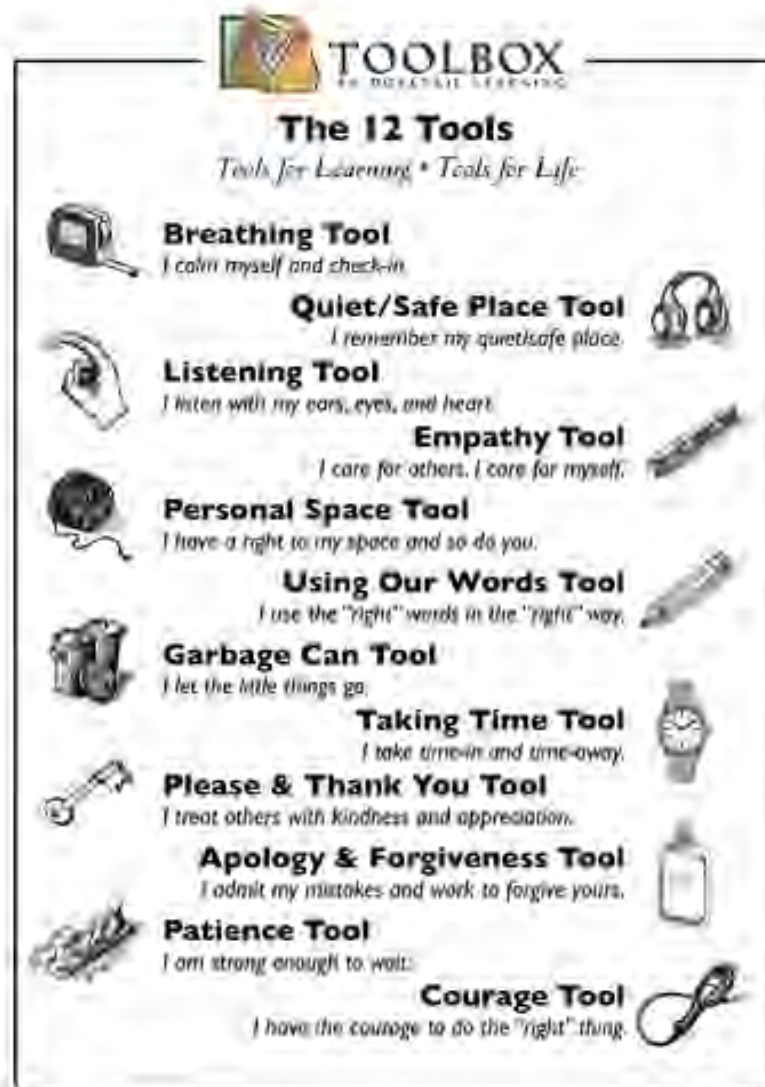 TOOLBOX
BY DOVETAIL LEARNING
The 12 Tools
Tools for Learning • Tools for Life
Breathing Tool
I calm myself and check-in.
Quiet/Safe Place Tool
I remember my quiet/safe place.
Listening Tool
I listen with my ears, eyes, and heart.
Empathy Tool
I care for others. I care for myself.
Personal Space Tool
I have a right to my space and so do you.
Using Our Words Tool
I use the "right" words in the "right" way.
Garbage Can Tool
I let the little things go.
Taking Time Tool
I take time-in and time-away.
Please & Thank You Tool
I treat others with kindness and appreciation.
Apology & Forgiveness Tool
I admit my mistakes and work to forgive yours.
Patience Tool
I am strong enough to wait.
Courage Tool
I have the courage to do the "right" thing.